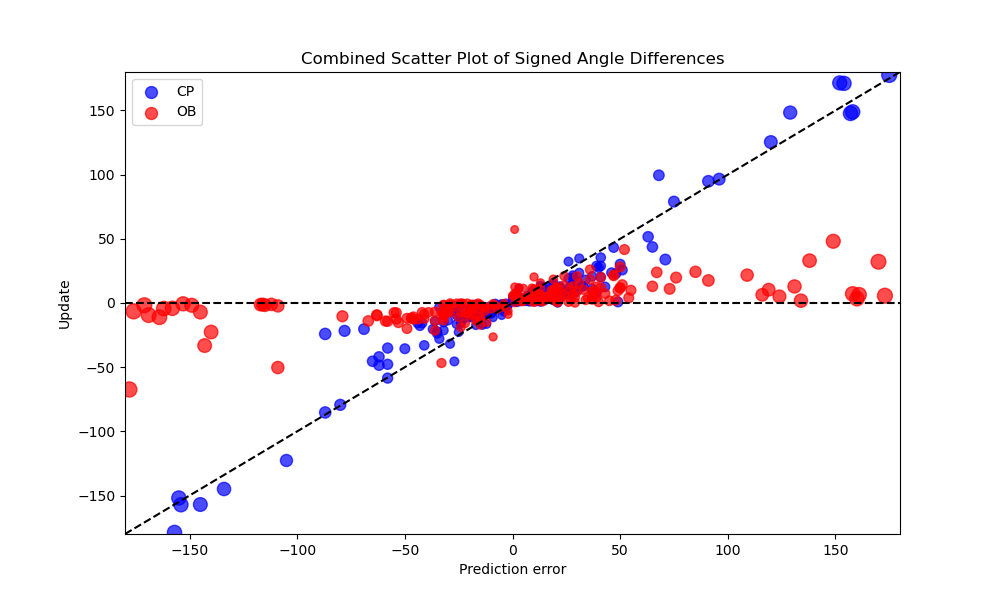 Combined Scatter Plot of Signed Angle Differences
CP
OB
150
100
50
0
−50
−100
−150
Update
−150
−100
−50
0
50
100
150
Prediction error